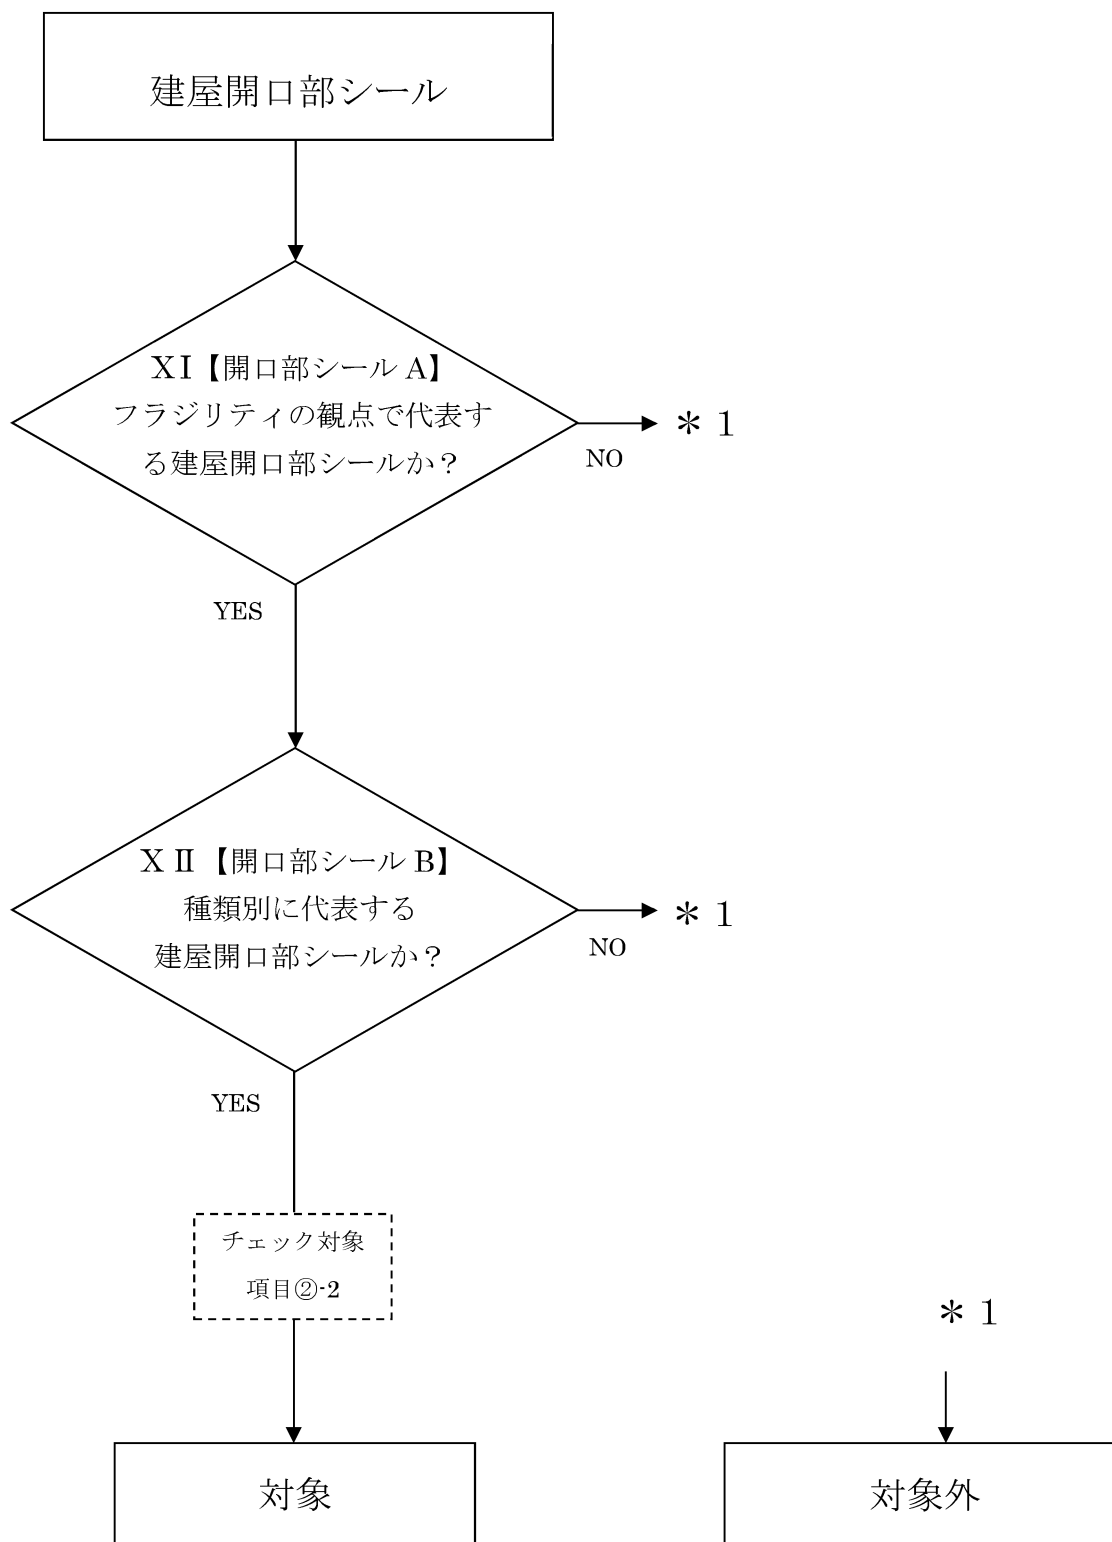 建屋開口部シール
ⅩⅠ【開口部シール A】
フラジリティの観点で代表す
る建屋開口部シールか？
＊ 1
NO
YES
Ⅹ Ⅱ 【開口部シール B】
種類別に代表する
建屋開口部シールか？
＊ 1
NO
YES
チェック対象
項目②-2
＊ 1
対象
対象外